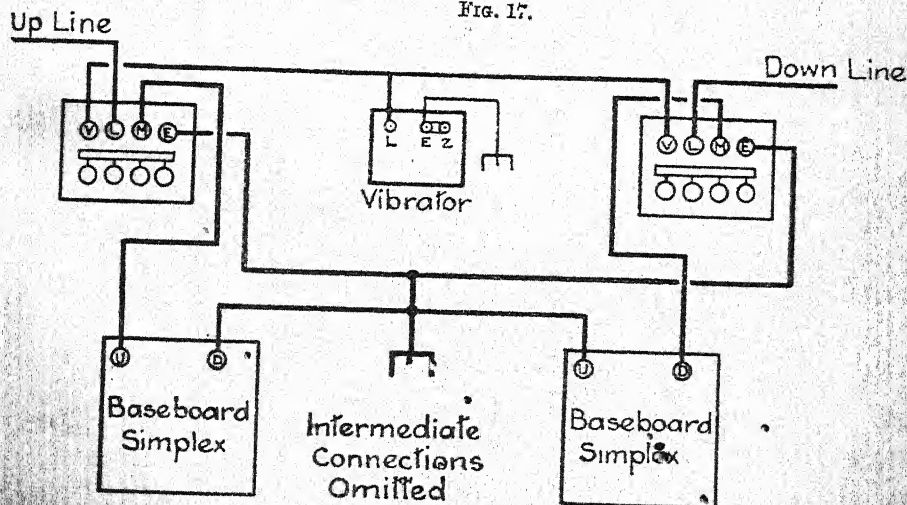 FIG. 17.
Up Line
Down Line
V L M E
L E Z
V L M E
Vibrator
U D
Baseboard
Simplex
Intermediate
Connections
Omitted
U D
Baseboard
Simplex